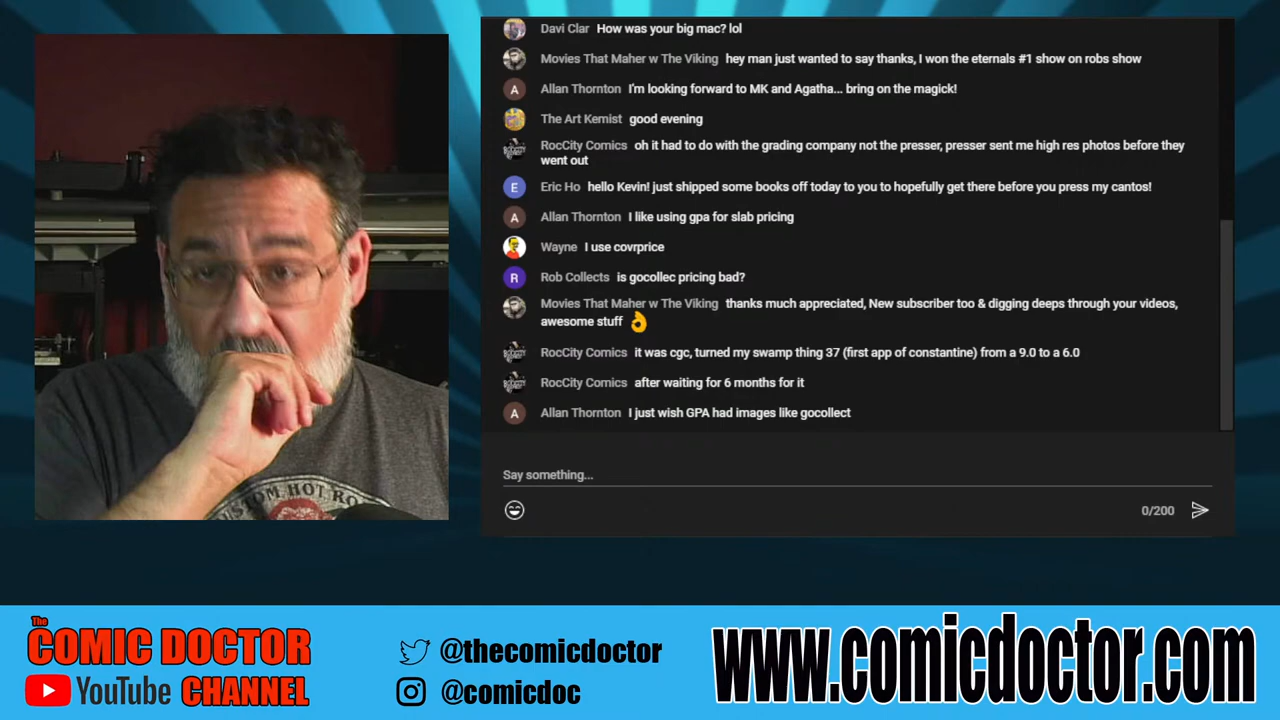 Davi Clar How was your big mac? lol
Movies That Maher w The Viking hey man just wanted to say thanks, I won the eternals #1 show on robs show
A Allan Thornton I'm looking forward to MK and Agatha... bring on the magick!
The Art Kemist good evening
RocCity Comics oh it had to do with the grading company not the presser, presser sent me high res photos before they
went out
E Eric Ho hello Kevin! just shipped some books off today to you to hopefully get there before you press my cantos!
A Allan Thornton I like using gpa for slab pricing
Wayne I use covrprice
R Rob Collects is gocollec pricing bad?
Movies That Maher w The Viking thanks much appreciated, New subscriber too & digging deeps through your videos,
awesome stuff 👌
RocCity Comics it was cgc, turned my swamp thing 37 (first app of constantine) from a 9.0 to a 6.0
RocCity Comics after waiting for 6 months for it
A Allan Thornton I just wish GPA had images like gocollect
Say something...
0/200
The
COMIC DOCTOR
YouTube CHANNEL
@thecomicdoctor
@comicdoc
www.comicdoctor.com